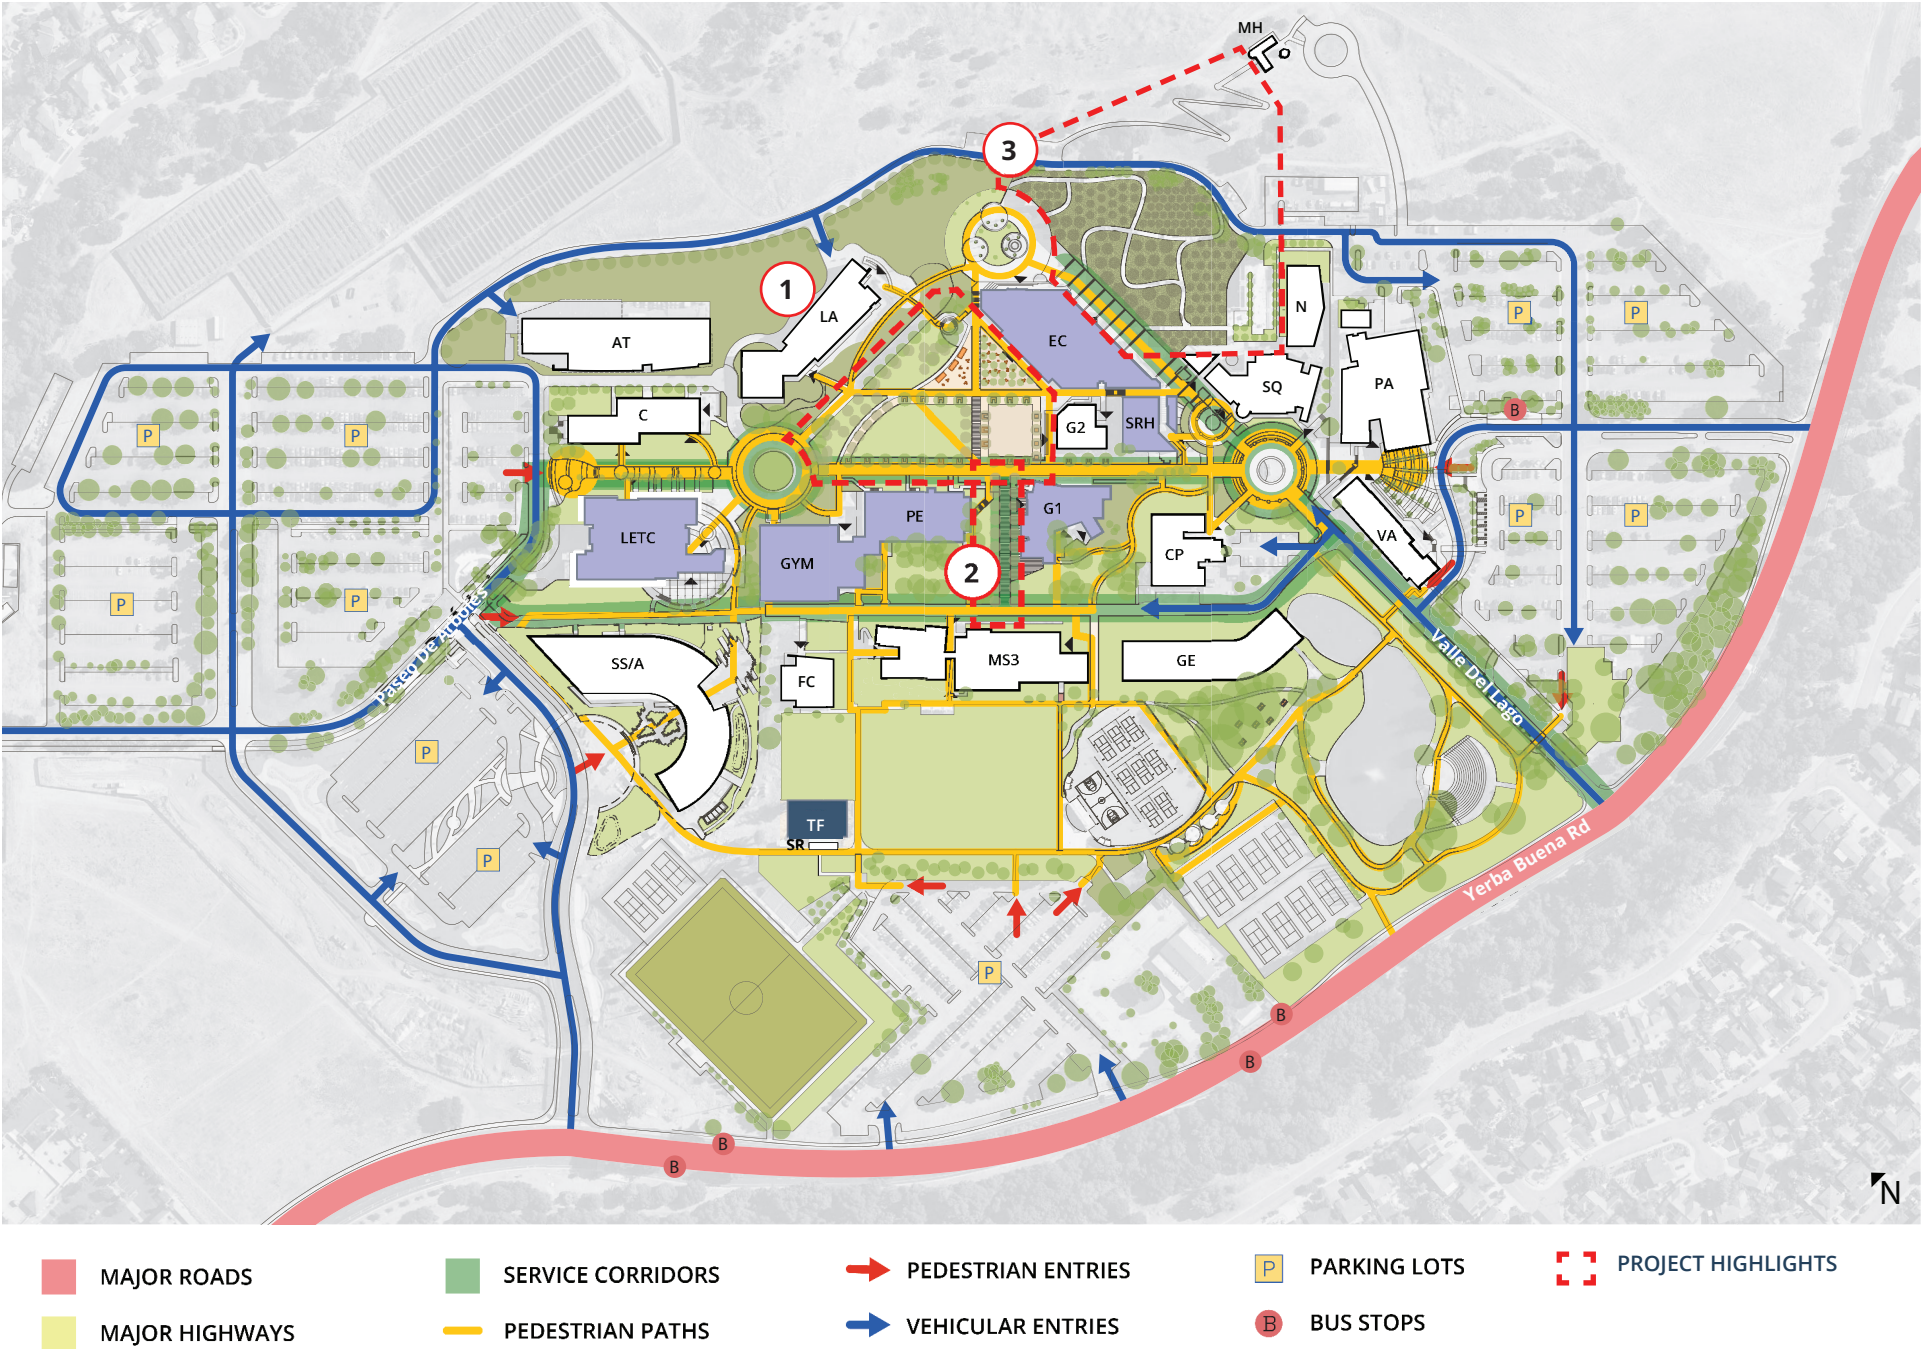 MH
3
1
LA
N
AT
EC
SQ
PA
C
G2
SRH
B
P
P
P
P
PE
G1
P
P
LETC
GYM
2
CP
VA
P
P
Paseo De Arboles
SS/A
FC
MS3
GE
Valle Del Lago
P
TF
SR
P
Yerba Buena Rd
P
B
B
B
B
N
MAJOR ROADS
SERVICE CORRIDORS
PEDESTRIAN ENTRIES
P PARKING LOTS
PROJECT HIGHLIGHTS
MAJOR HIGHWAYS
PEDESTRIAN PATHS
VEHICULAR ENTRIES
B BUS STOPS